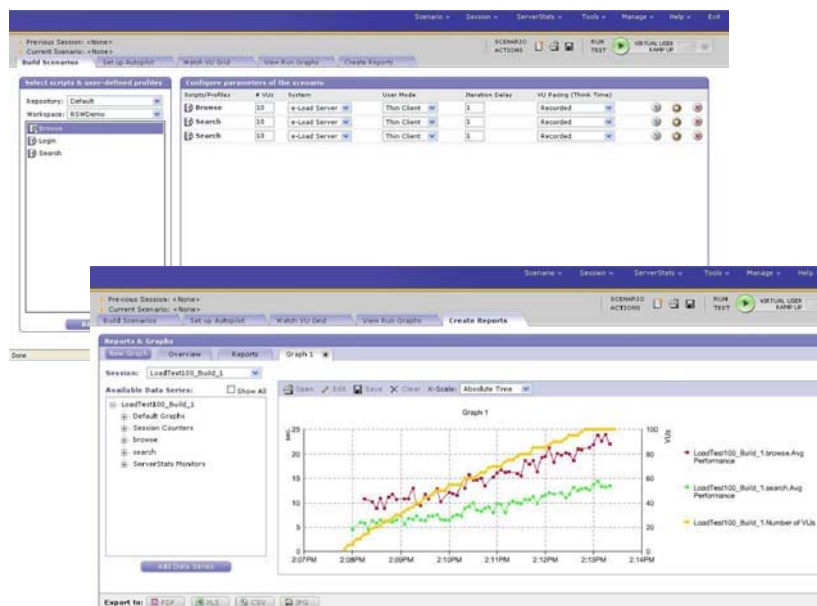 Scenario Session ServerStats Tools Manage Help Exit
Previous Session: <None>
Current Scenario: <None>
SCENARIO ACTIONS RUN TEST VIRTUAL USER RAMP UP
Build Scenarios Set up Autopilot Watch VU Grid View Run Graphs Create Reports
Select scripts & user-defined profiles
Repository: Default
Workspace: RSWDemo
Browse
Login
Search
Configure parameters of the scenario
Scripts/Profiles # VUs System User Mode Iteration Delay VU Pacing (Think Time)
Browse 10 e-Load Server Thin Client 1 Recorded
Search 10 e-Load Server Thin Client 1 Recorded
Search 10 e-Load Server Thin Client 1 Recorded
Done
Scenario Session ServerStats Tools Manage Help
Previous Session: <None>
Current Scenario: <None>
SCENARIO ACTIONS RUN TEST VIRTUAL USER RAMP UP
Build Scenarios Set up Autopilot Watch VU Grid View Run Graphs Create Reports
Reports & Graphs
New Graph Overview Reports Graph 1
Session: LoadTest100_Build_1
Available Data Series: Show All
LoadTest100_Build_1
Default Graphs
Session Counters
browse
search
ServerStats Monitors
Add Data Series
Open Edit Save Clear X-Scale: Absolute Time
Graph 1
sec.
25
20
15
10
5
0
100
80
60
40
20
0
VUs
2:07PM 2:08PM 2:09PM 2:10PM 2:11PM 2:12PM 2:13PM 2:14PM
LoadTest100_Build_1.browse.Avg
Performance
LoadTest100_Build_1.search.Avg
Performance
LoadTest100_Build_1.Number of VUs
Export to: PDF XLS CSV JPG